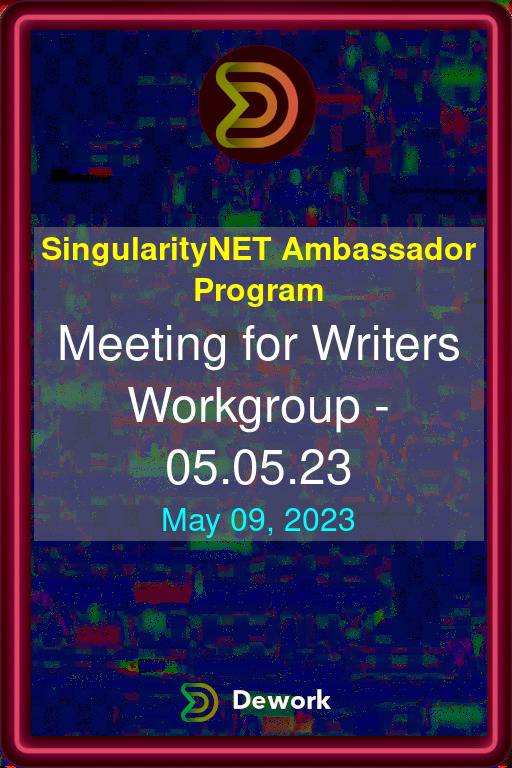 SingularityNET Ambassador
Program
Meeting for Writers
Workgroup -
05.05.23
May 09, 2023
Dework